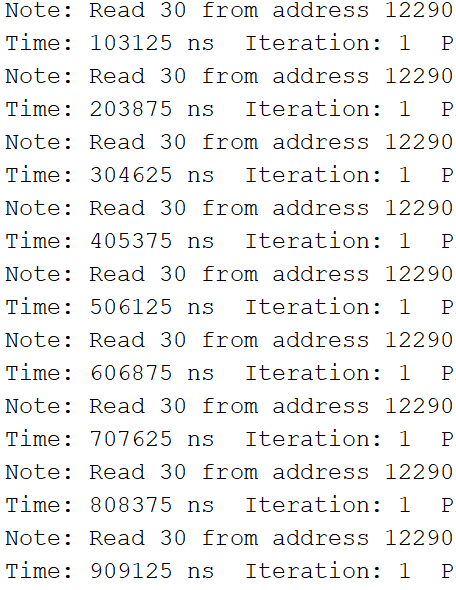 Note: Read 30 from address 12290
Time: 103125 ns  Iteration: 1  P
Note: Read 30 from address 12290
Time: 203875 ns  Iteration: 1  P
Note: Read 30 from address 12290
Time: 304625 ns  Iteration: 1  P
Note: Read 30 from address 12290
Time: 405375 ns  Iteration: 1  P
Note: Read 30 from address 12290
Time: 506125 ns  Iteration: 1  P
Note: Read 30 from address 12290
Time: 606875 ns  Iteration: 1  P
Note: Read 30 from address 12290
Time: 707625 ns  Iteration: 1  P
Note: Read 30 from address 12290
Time: 808375 ns  Iteration: 1  P
Note: Read 30 from address 12290
Time: 909125 ns  Iteration: 1  P